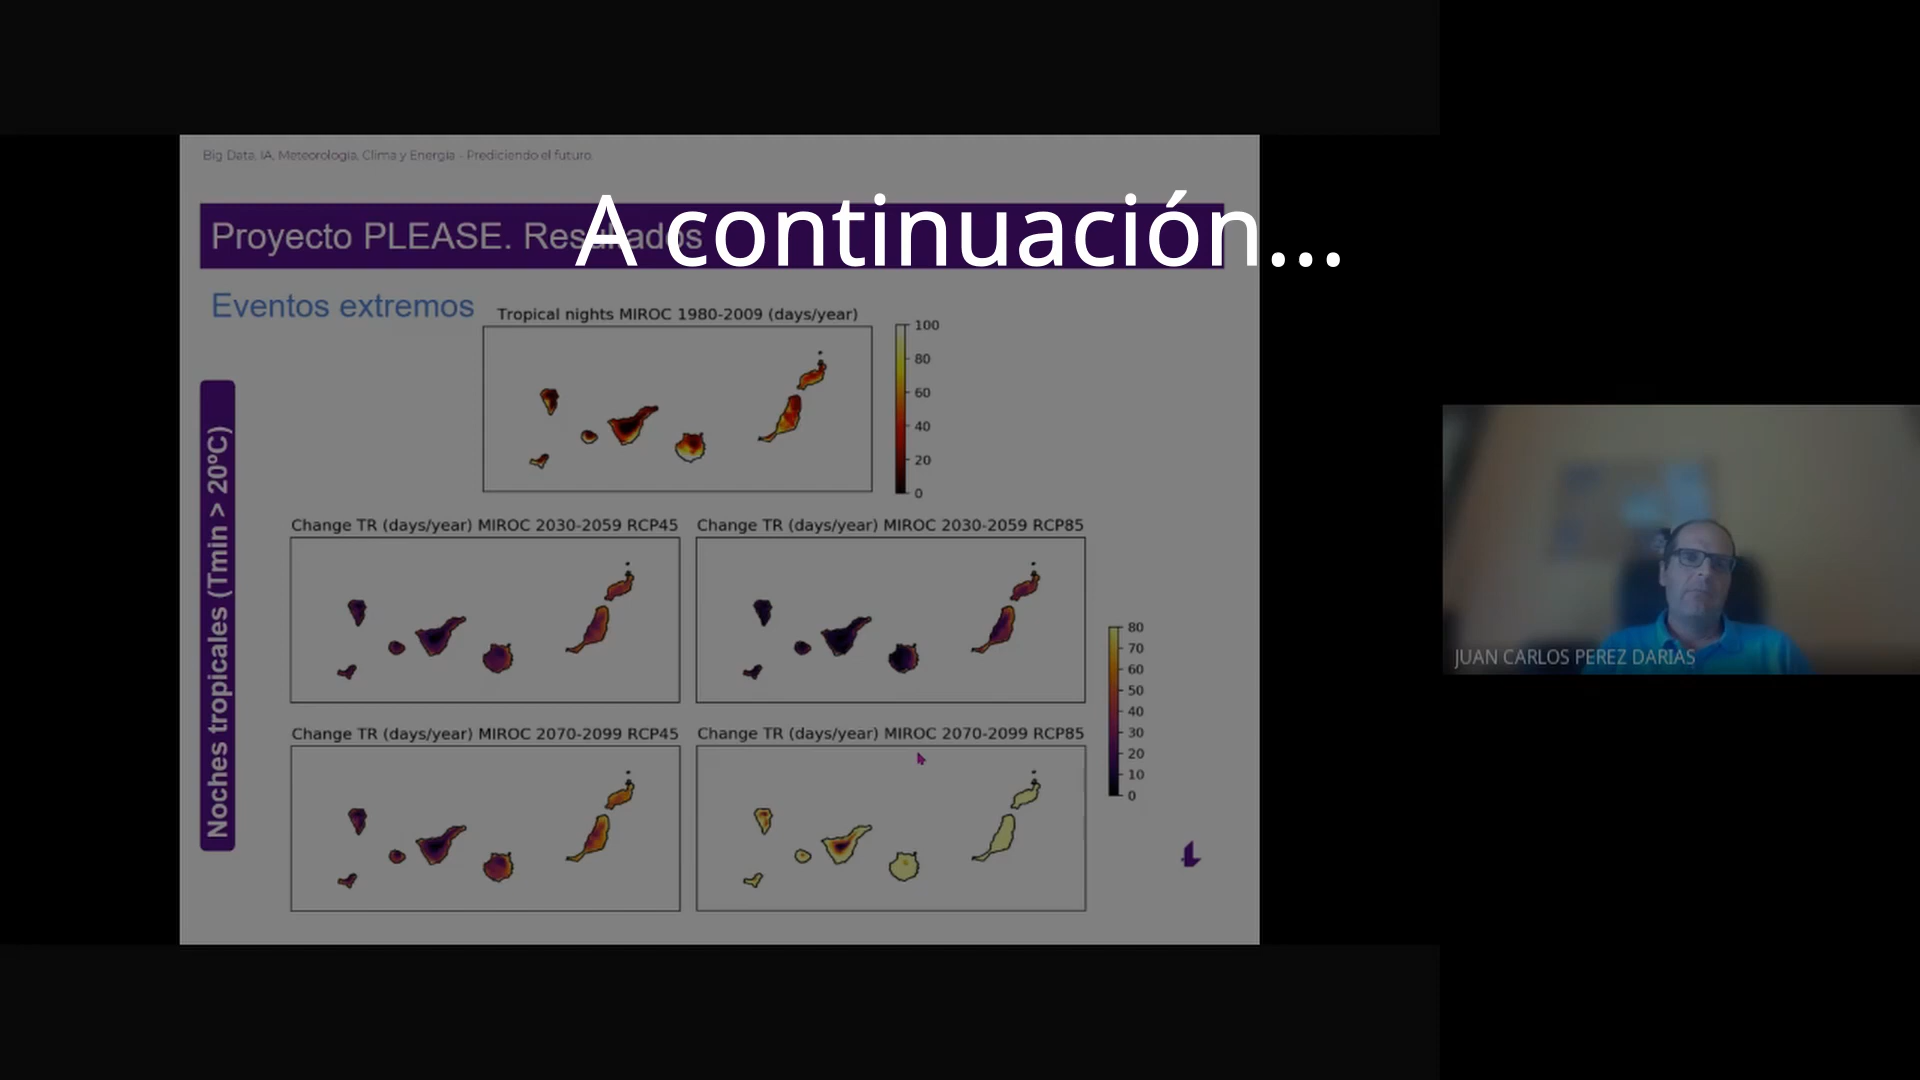 Big Data, IA, Meteorología, Clima y Energía - Prediciendo el futuro.
A continuación...
Proyecto PLEASE. Resultados
Eventos extremos
Tropical nights MIROC 1980-2009 (days/year)
100
80
60
40
20
0
Noches tropicales (Tmin > 20ºC)
Change TR (days/year) MIROC 2030-2059 RCP45
Change TR (days/year) MIROC 2030-2059 RCP85
80
70
60
50
40
30
20
10
0
Change TR (days/year) MIROC 2070-2099 RCP45
Change TR (days/year) MIROC 2070-2099 RCP85
JUAN CARLOS PEREZ DARIAS